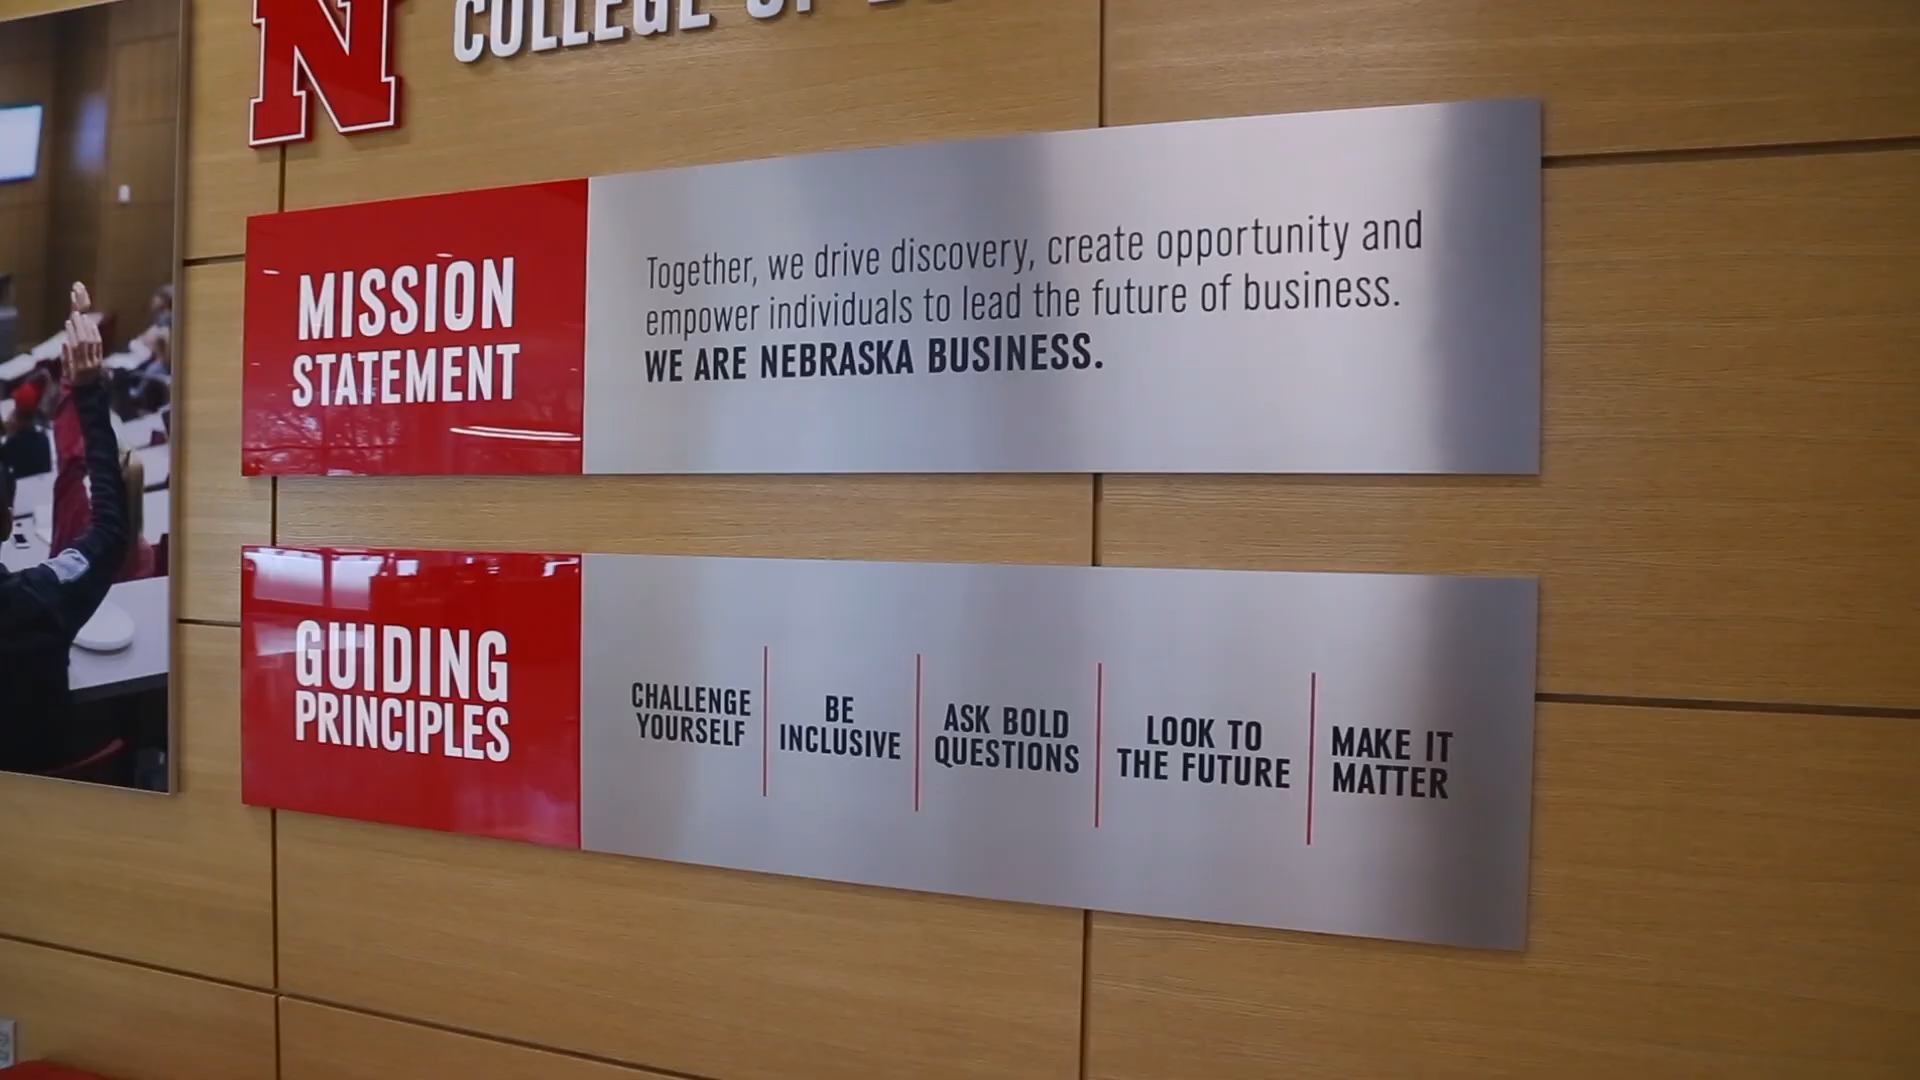 N
COLLEGE OF
MISSION
STATEMENT
Together, we drive discovery, create opportunity and
empower individuals to lead the future of business.
WE ARE NEBRASKA BUSINESS.
GUIDING
PRINCIPLES
CHALLENGE
YOURSELF
BE
INCLUSIVE
ASK BOLD
QUESTIONS
LOOK TO
THE FUTURE
MAKE IT
MATTER